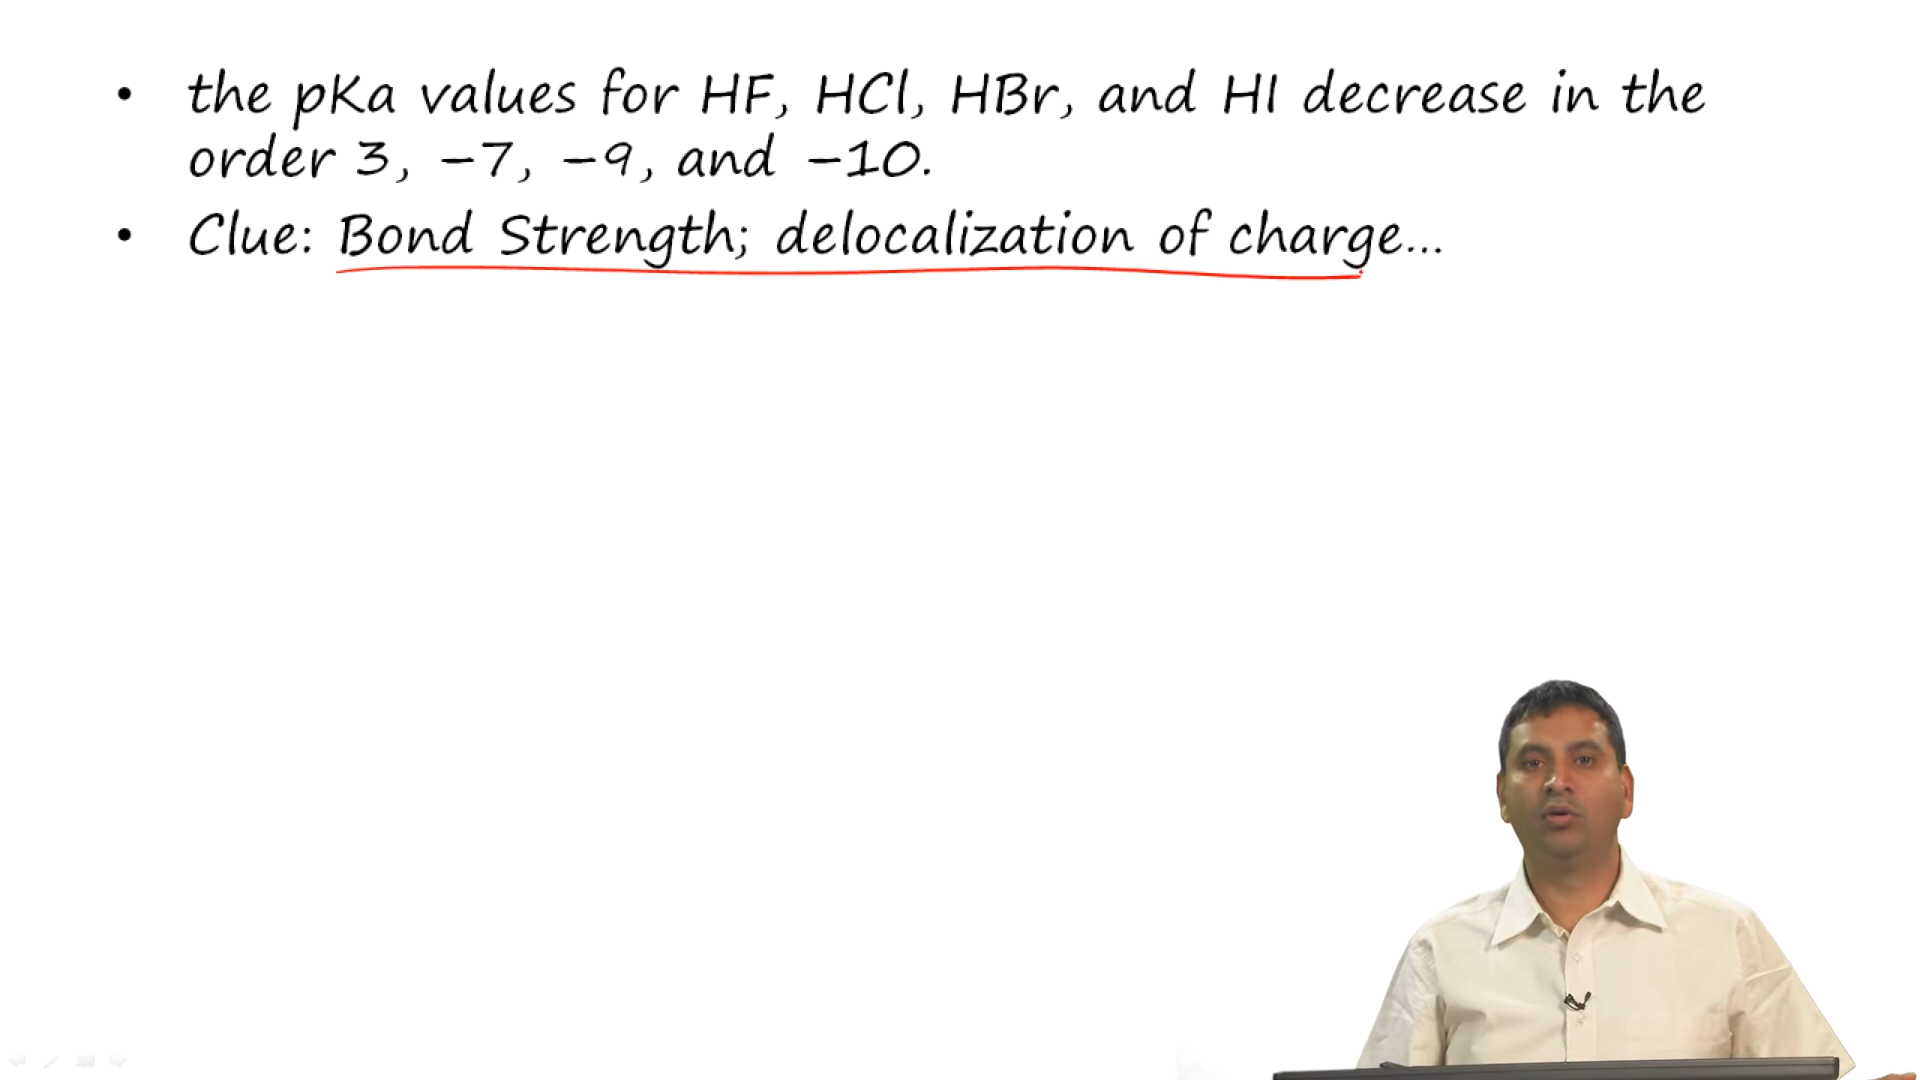 • the pKa values for HF, HCl, HBr, and HI decrease in the
order 3, –7, –9, and –10.
• Clue: Bond Strength; delocalization of charge...